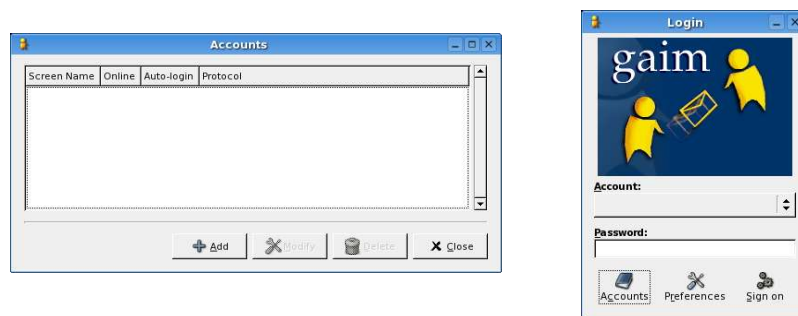 Accounts
Screen Name Online Auto-login Protocol
Add Modify Delete Close
Login
gaim
Account:
Password:
Accounts Preferences Sign on